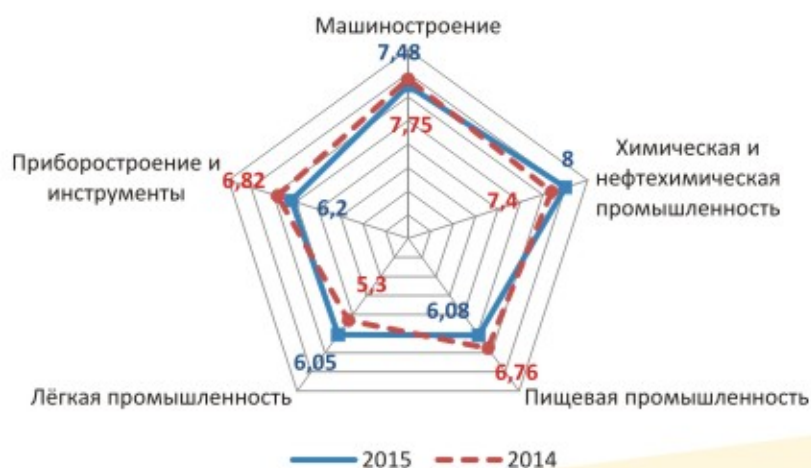 Машиностроение
7,48
7,75
8
Химическая и
нефтехимическая
промышленность
7,4
Приборостроение и
инструменты
6,82
6,2
5,3
6,08
6,05
6,76
Лёгкая промышленность
Пищевая промышленность
2015
2014